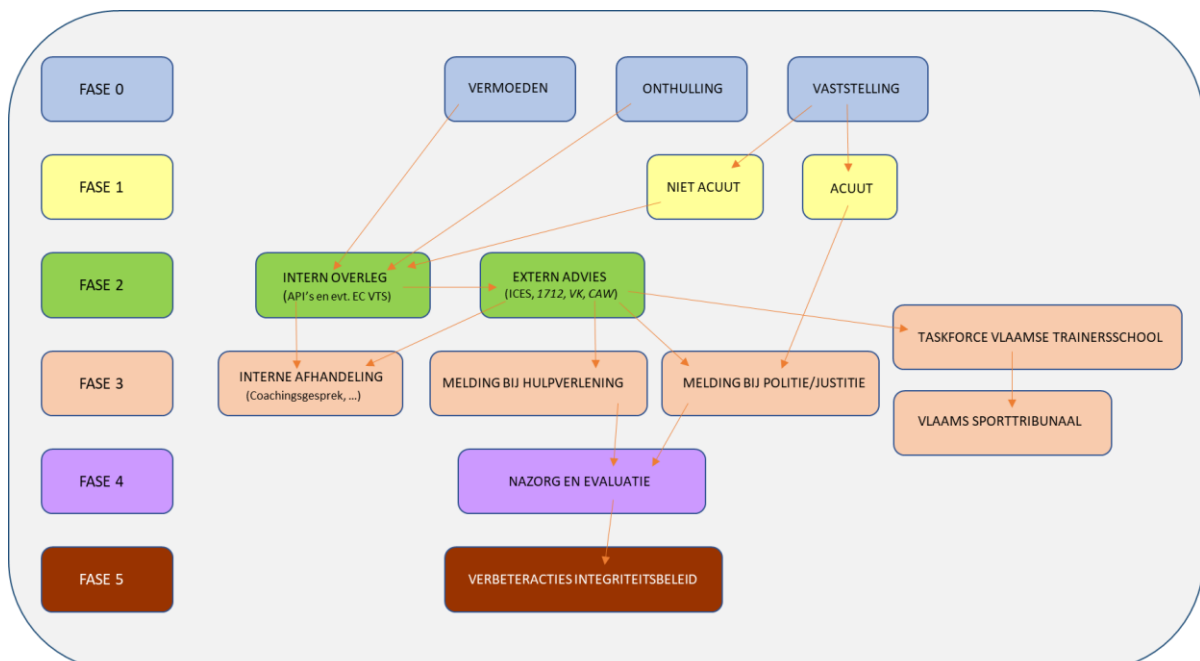 FASE 0
VERMOEDEN
ONTHULLING
VASTSTELLING
FASE 1
NIET ACUUT
ACUUT
FASE 2
INTERN OVERLEG
(API's en evt. EC VTS)
EXTERN ADVIES
(ICES, 1712, VK, CAW)
TASKFORCE VLAAMSE TRAINERSSCHOOL
FASE 3
INTERNE AFHANDELING
(Coachingsgesprek, ...)
MELDING BIJ HULPVERLENING
MELDING BIJ POLITIE/JUSTITIE
VLAAMS SPORTTRIBUNAAL
FASE 4
NAZORG EN EVALUATIE
FASE 5
VERBETERACTIES INTEGRITEITSBELEID